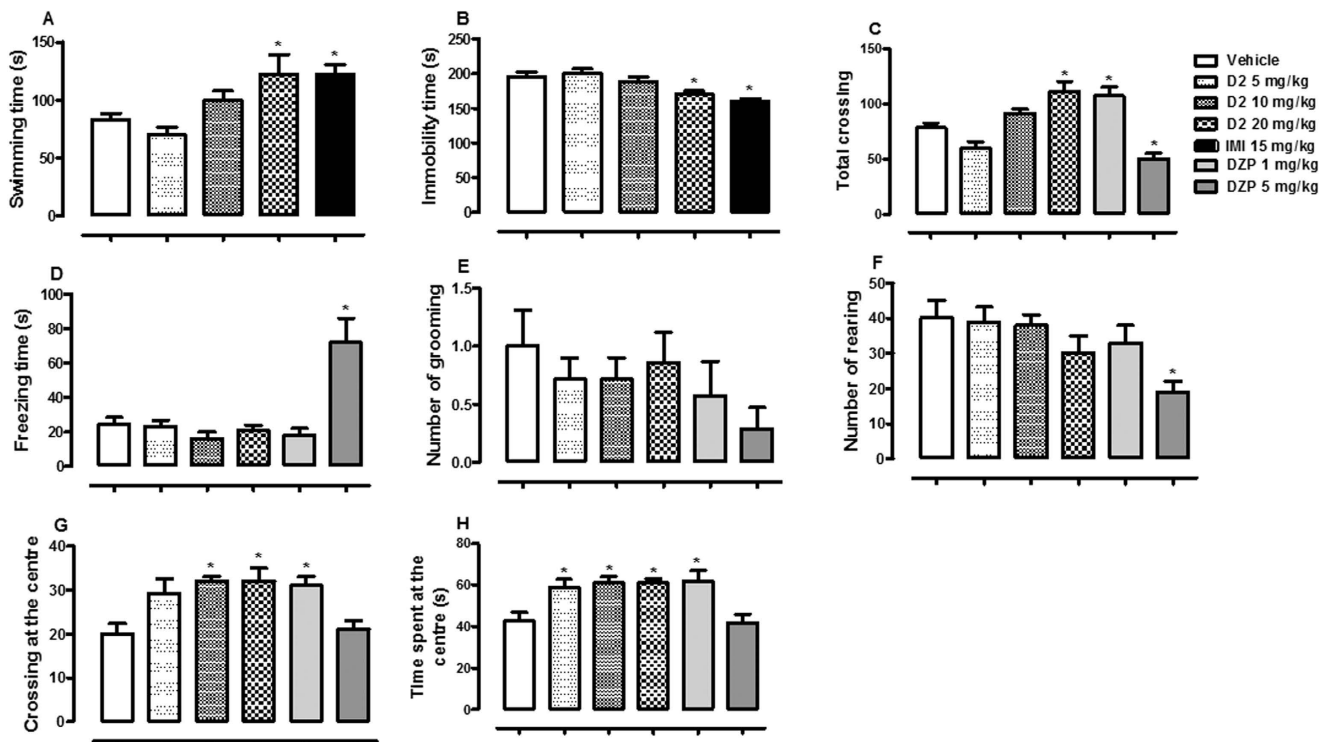 A
Swimming time (s)
150
100
50
0
*
*
B
Immobility time (s)
250
200
150
100
50
0
*
*
C
Total crossing
150
100
50
0
*
*
*
Vehicle
D2 5 mg/kg
D2 10 mg/kg
D2 20 mg/kg
IMI 15 mg/kg
DZP 1 mg/kg
DZP 5 mg/kg
D
Freezing time (s)
100
80
60
40
20
0
*
E
Number of grooming
1.5
1.0
0.5
0.0
F
Number of rearing
50
40
30
20
10
0
*
G
Crossing at the centre
40
30
20
10
0
*
*
*
H
Time spent at the
centre (s)
80
60
40
20
0
*
*
*
*